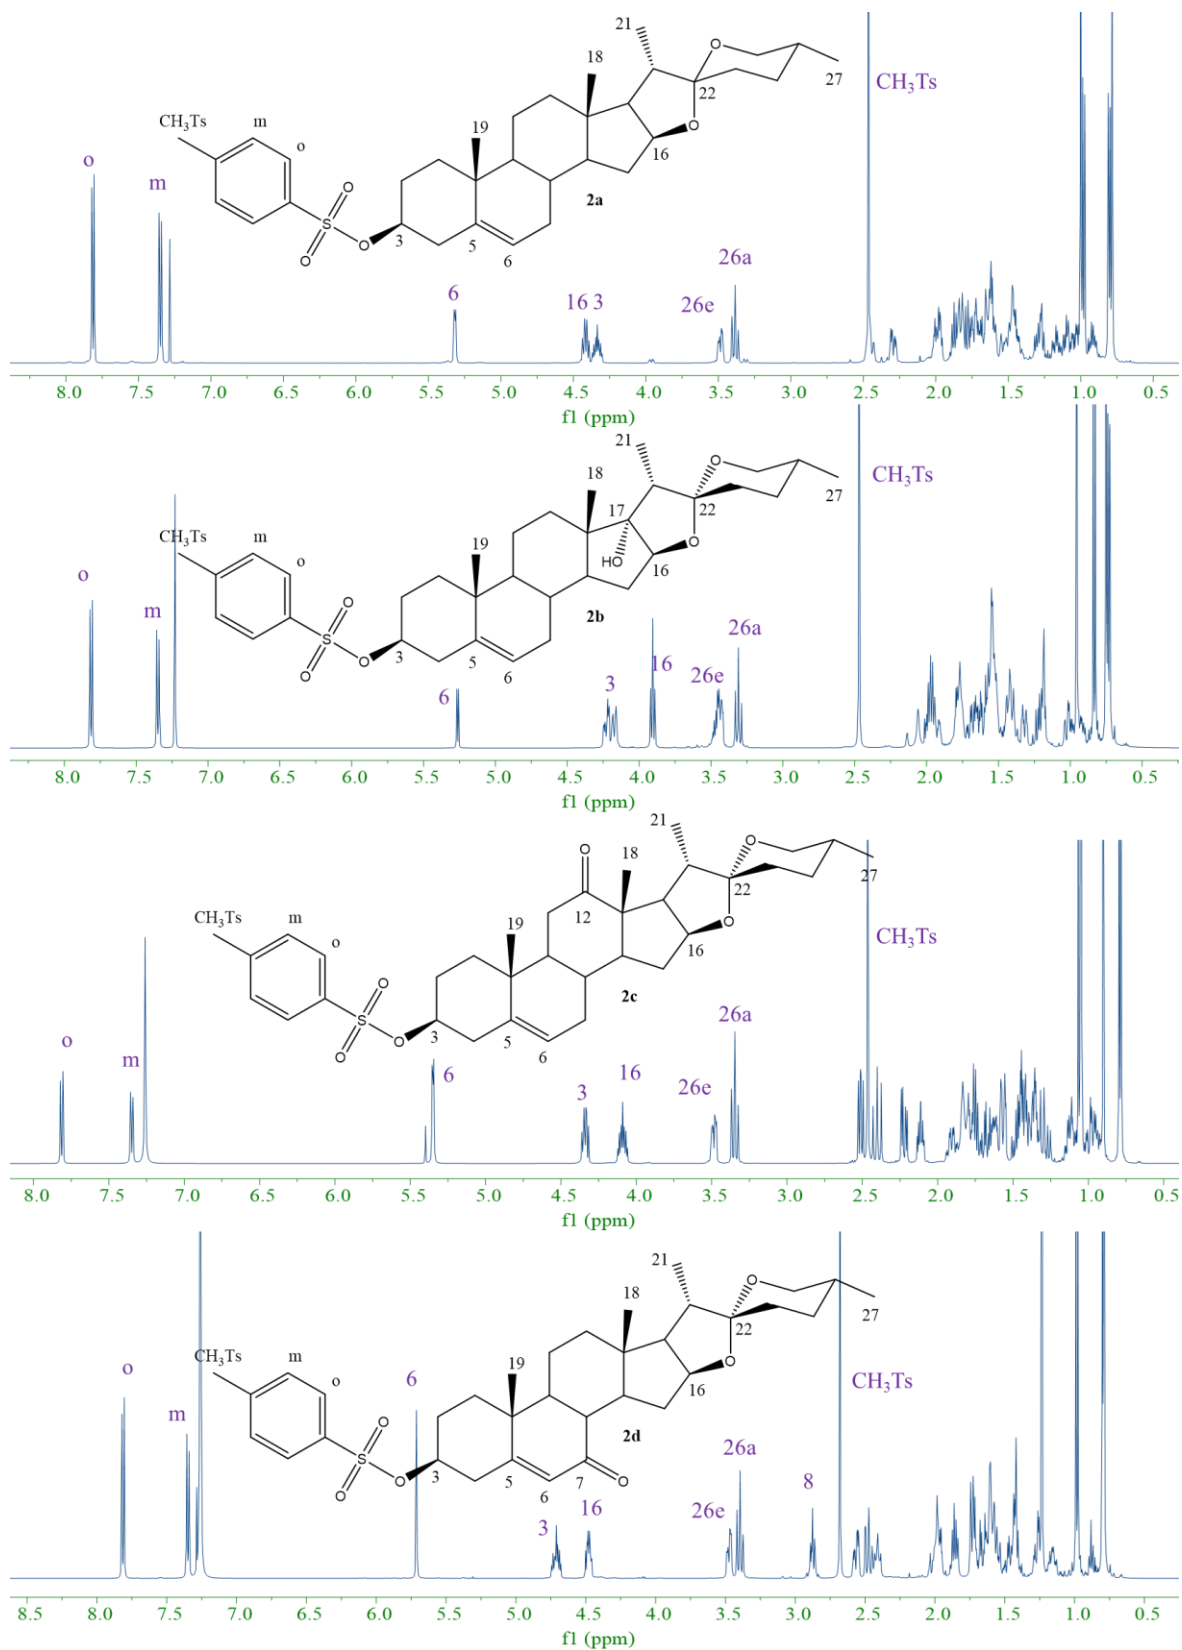 21
O
18
27
CH₃Ts
22
CH₃Ts
m
19
O
o
o
16
m
O
2a
S
26a
O
O
3
5
6
6
16 3
26e
8.0 7.5 7.0 6.5 6.0 5.5 5.0 4.5 4.0 3.5 3.0 2.5 2.0 1.5 1.0 0.5
f1 (ppm)
21
O
18
27
CH₃Ts
17
22
CH₃Ts
m
19
O
HO
16
o
o
m
O
2b
26a
S
16
O
O
3
5
6
26e
6
3
8.0 7.5 7.0 6.5 6.0 5.5 5.0 4.5 4.0 3.5 3.0 2.5 2.0 1.5 1.0 0.5
f1 (ppm)
21
O
O
18
27
22
12
CH₃Ts
m
O
CH₃Ts
19
16
o
O
2c
26a
S
o
O
O
3
5
6
m
6
16
26e
3
8.0 7.5 7.0 6.5 6.0 5.5 5.0 4.5 4.0 3.5 3.0 2.5 2.0 1.5 1.0 0.5
f1 (ppm)
21
O
18
27
22
CH₃Ts
m
19
O
o
o
6
16
CH₃Ts
m
O
2d
26a
S
8
O
O
3
5
6
7
O
16
26e
3
8.5 8.0 7.5 7.0 6.5 6.0 5.5 5.0 4.5 4.0 3.5 3.0 2.5 2.0 1.5 1.0 0.5
f1 (ppm)